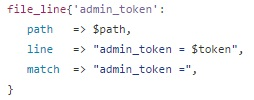 file_line{'admin_token':
path => $path,
line => "admin_token = $token",
match => "admin_token =",
}